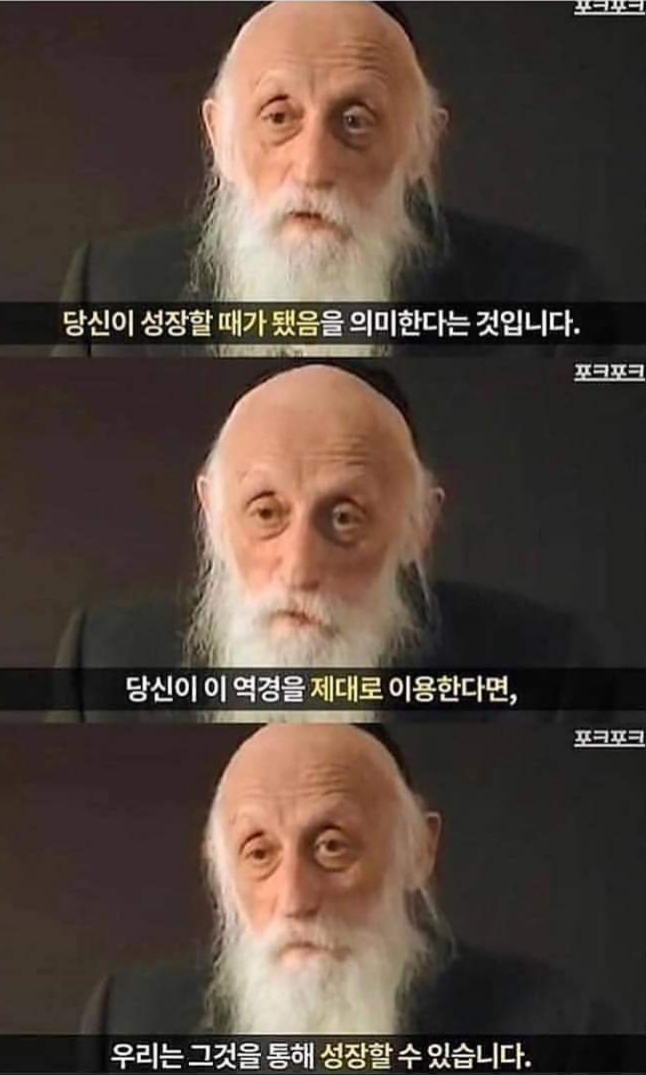 포크포크
당신이 성장할 때가 됐음을 의미한다는 것입니다.
포크포크
당신이 이 역경을 제대로 이용한다면,
포크포크
우리는 그것을 통해 성장할 수 있습니다.